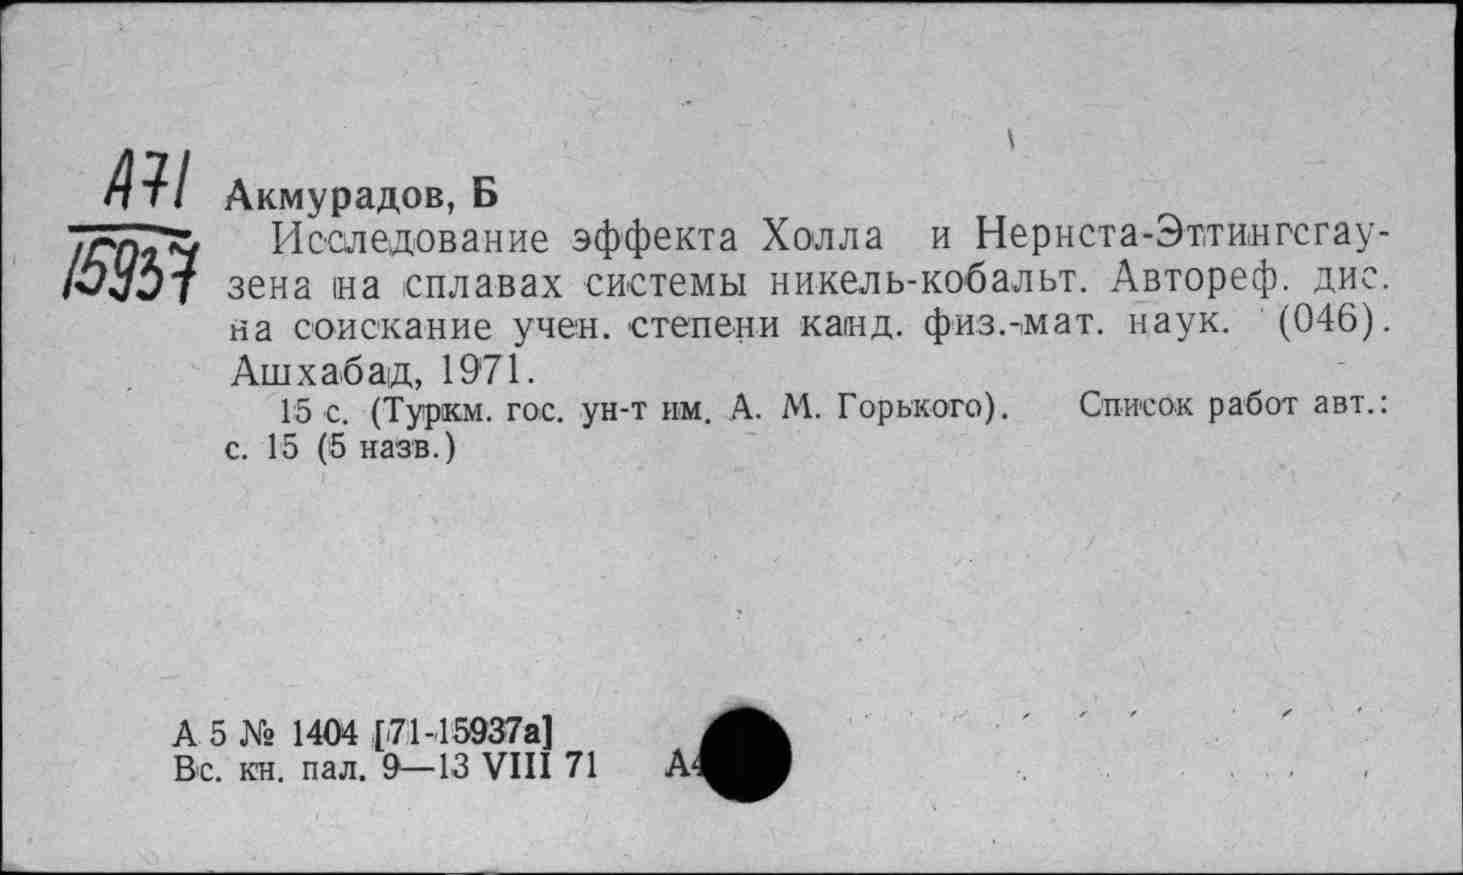 А71
15937
Акмурадов, Б
Исследование эффекта Холла и Нернста-Эттингсгау-
зена на сплавах системы никель-кобальт. Автореф. дис.
на соискание учен. степени канд. физ.-мат. наук. (046).
Ашхабад, 1971.
15 с. (Туркм. гос. ун-т им. А. М. Горького). Список работ авт.:
с. 15 (5 назв.)
А 5 № 1404 [71-15937а]
Вс. кн. пал. 9—13 VIII 71